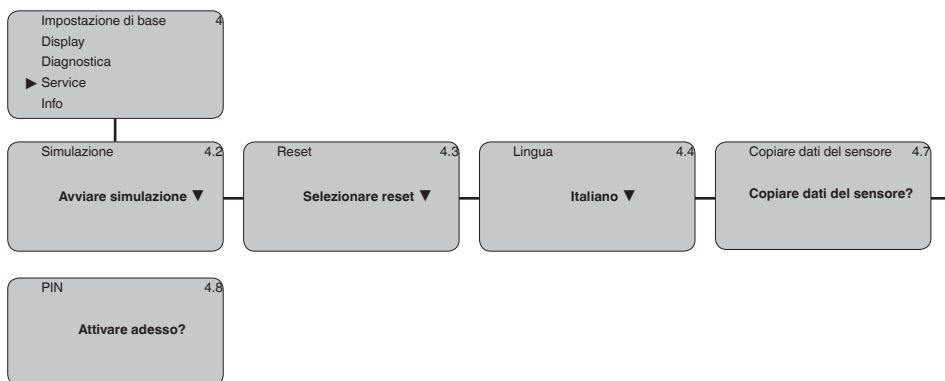 Impostazione di base 4
Display
Diagnostica
▶ Service
Info
Simulazione 4.2
Avviare simulazione ▼
Reset 4.3
Selezionare reset ▼
Lingua 4.4
Italiano ▼
Copiare dati del sensore 4.7
Copiare dati del sensore?
PIN 4.8
Attivare adesso?